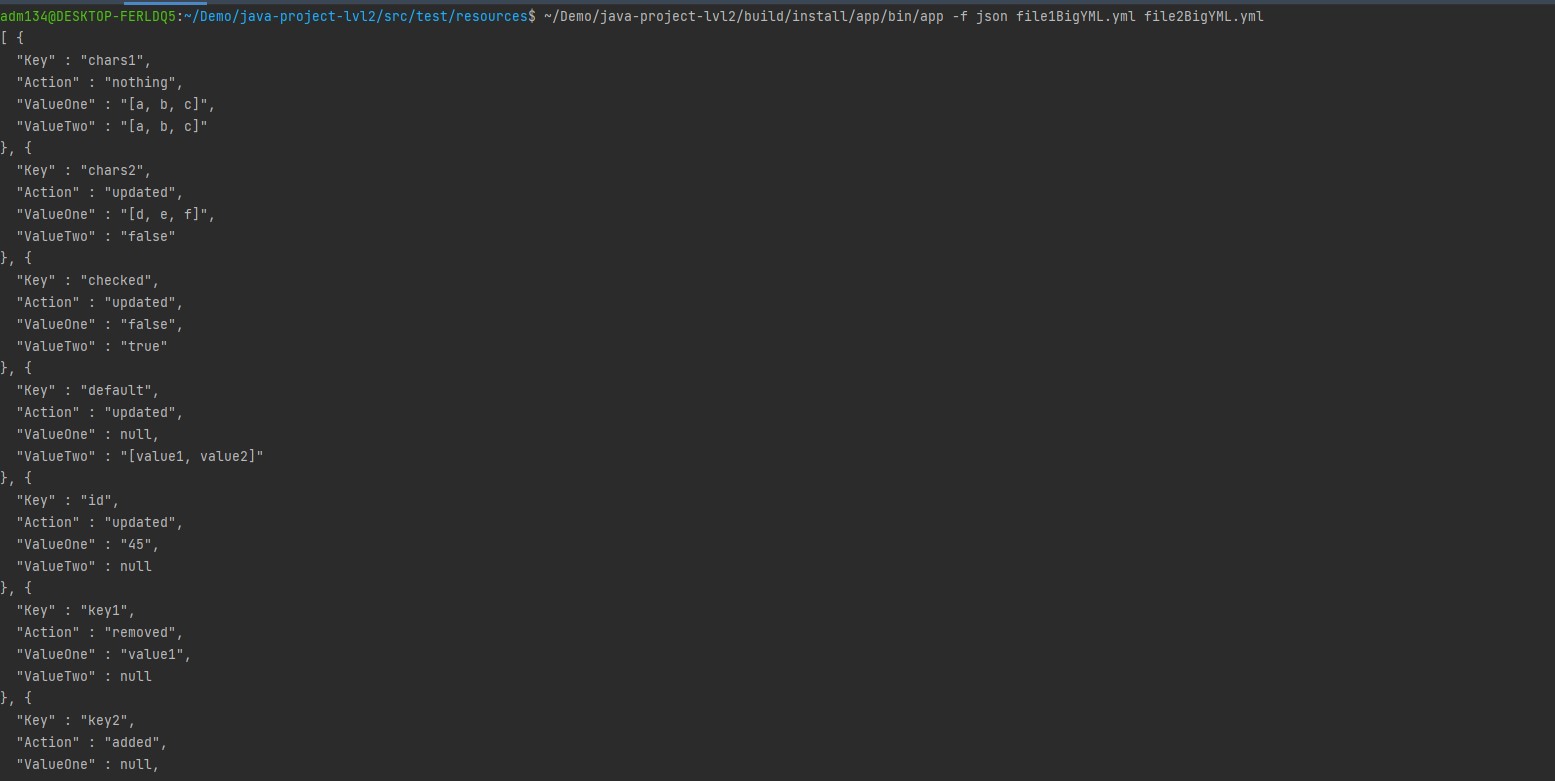 adm134@DESKTOP-FERLDQ5:~/Demo/java-project-lvl2/src/test/resources$ ~/Demo/java-project-lvl2/build/install/app/bin/app -f json file1BigYML.yml file2BigYML.yml
[ {
  "Key" : "chars1",
  "Action" : "nothing",
  "ValueOne" : "[a, b, c]",
  "ValueTwo" : "[a, b, c]"
}, {
  "Key" : "chars2",
  "Action" : "updated",
  "ValueOne" : "[d, e, f]",
  "ValueTwo" : "false"
}, {
  "Key" : "checked",
  "Action" : "updated",
  "ValueOne" : "false",
  "ValueTwo" : "true"
}, {
  "Key" : "default",
  "Action" : "updated",
  "ValueOne" : null,
  "ValueTwo" : "[value1, value2]"
}, {
  "Key" : "id",
  "Action" : "updated",
  "ValueOne" : "45",
  "ValueTwo" : null
}, {
  "Key" : "key1",
  "Action" : "removed",
  "ValueOne" : "value1",
  "ValueTwo" : null
}, {
  "Key" : "key2",
  "Action" : "added",
  "ValueOne" : null,